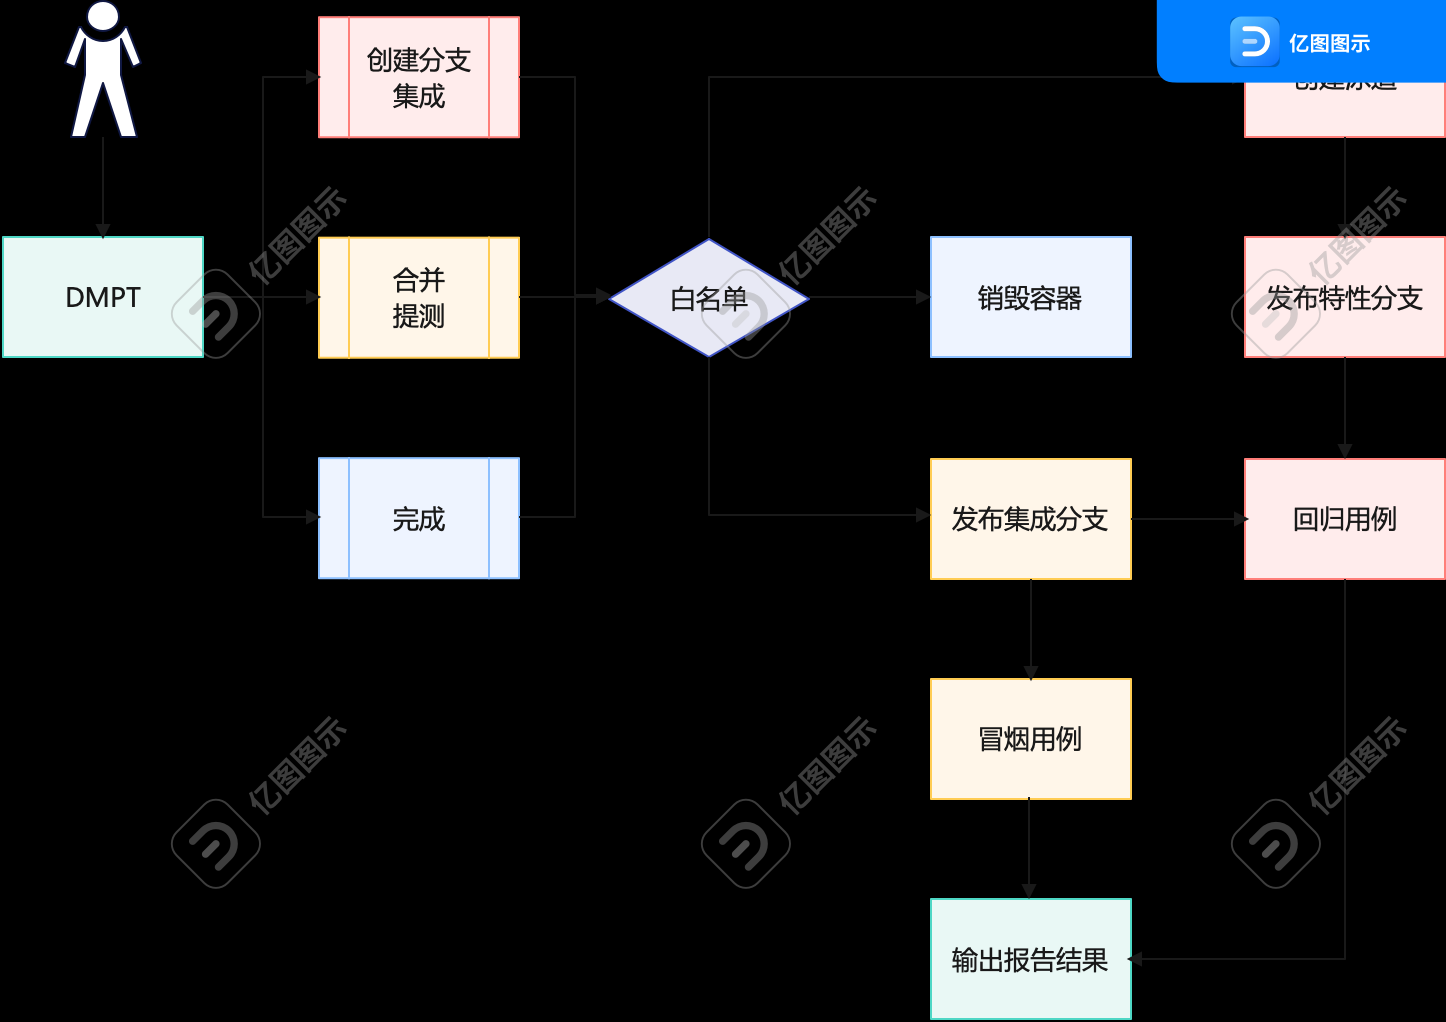 亿图图示
创建分支
集成
DMPT
合并
提测
白名单
销毁容器
发布特性分支
完成
发布集成分支
回归用例
冒烟用例
输出报告结果
亿图图示
亿图图示
亿图图示
亿图图示
亿图图示
亿图图示